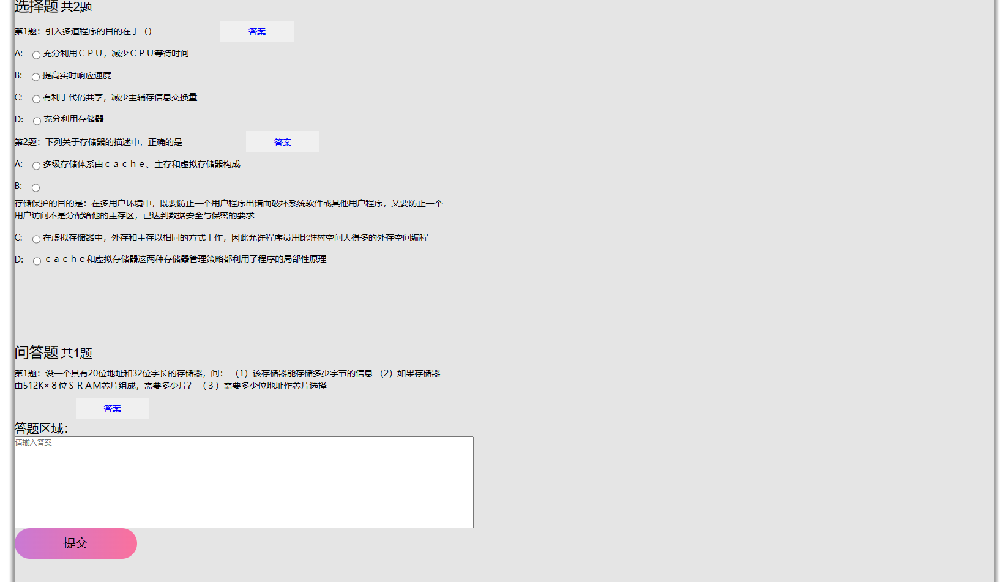 选择题 共2题
第1题：引入多道程序的目的在于（） 答案
A: 充分利用ＣＰＵ，减少ＣＰＵ等待时间
B: 提高实时响应速度
C: 有利于代码共享，减少主辅存信息交换量
D: 充分利用存储器
第2题：下列关于存储器的描述中，正确的是 答案
A: 多级存储体系由ｃａｃｈｅ、主存和虚拟存储器构成
B:
存储保护的目的是：在多用户环境中，既要防止一个用户程序出错而破坏系统软件或其他用户程序，又要防止一个
用户访问不是分配给他的主存区，已达到数据安全与保密的要求
C: 在虚拟存储器中，外存和主存以相同的方式工作，因此允许程序员用比驻村空间大得多的外存空间编程
D: ｃａｃｈｅ和虚拟存储器这两种存储器管理策略都利用了程序的局部性原理
问答题 共1题
第1题：设一个具有20位地址和32位字长的存储器，问： （1）该存储器能存储多少字节的信息 （2）如果存储器
由512K×８位ＳＲＡＭ芯片组成，需要多少片？ （３）需要多少位地址作芯片选择
答案
答题区域：
请输入答案
提交